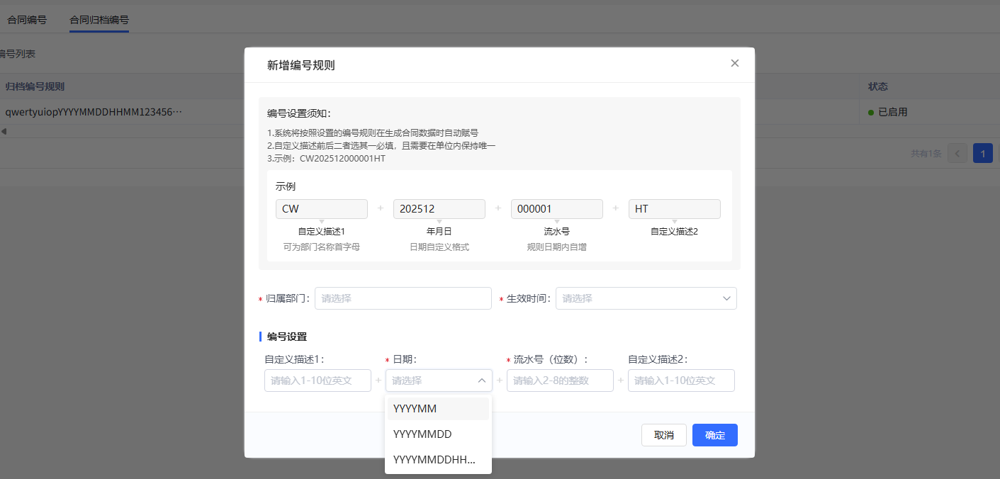 合同编号 合同归档编号
编号列表
归档编号规则 状态
qwertyuiopYYYYMMDDHHMM123456… 已启用
共有1条 1
新增编号规则
编号设置须知：
1.系统将按照设置的编号规则在生成合同数据时自动赋号
2.自定义描述前后二者选其一必填，且需要在单位内保持唯一
3.示例：CW202512000001HT
示例
CW + 202512 + 000001 + HT
自定义描述1 年月日 流水号 自定义描述2
可为部门名称首字母 日期自定义格式 规则日期内自增
* 归属部门： 请选择 * 生效时间： 请选择
编号设置
自定义描述1： * 日期： * 流水号（位数）： 自定义描述2：
请输入1-10位英文 + 请选择 + 请输入2-8的整数 + 请输入1-10位英文
YYYYMM
YYYYMMDD
YYYYMMDDHH...
取消 确定